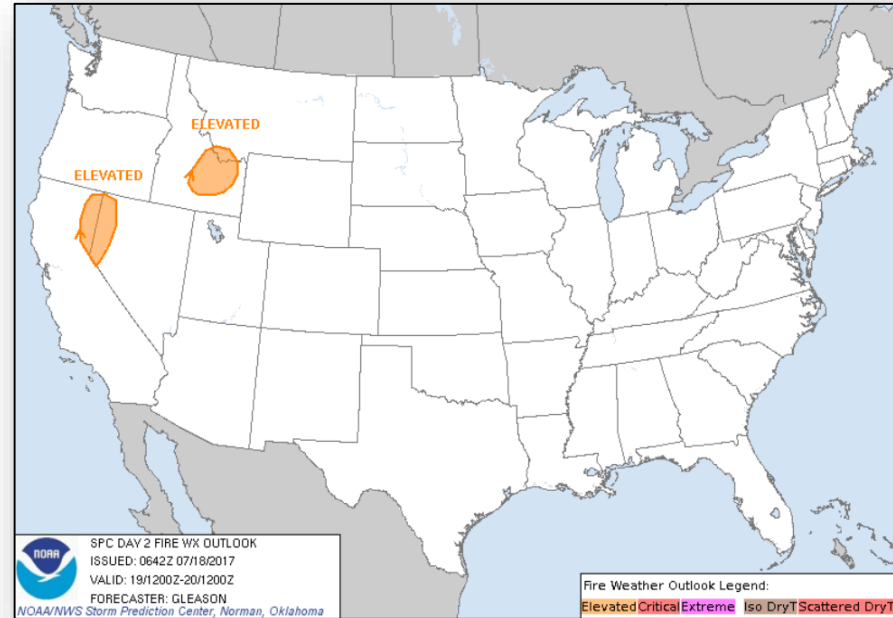 ELEVATED
ELEVATED
NOAA
SPC DAY 2 FIRE WX OUTLOOK
ISSUED: 0642Z 07/18/2017
VALID: 19/1200Z-20/1200Z
FORECASTER: GLEASON
NOAA/NWS Storm Prediction Center, Norman, Oklahoma
Fire Weather Outlook Legend:
Elevated Critical Extreme Iso DryT Scattered DryT